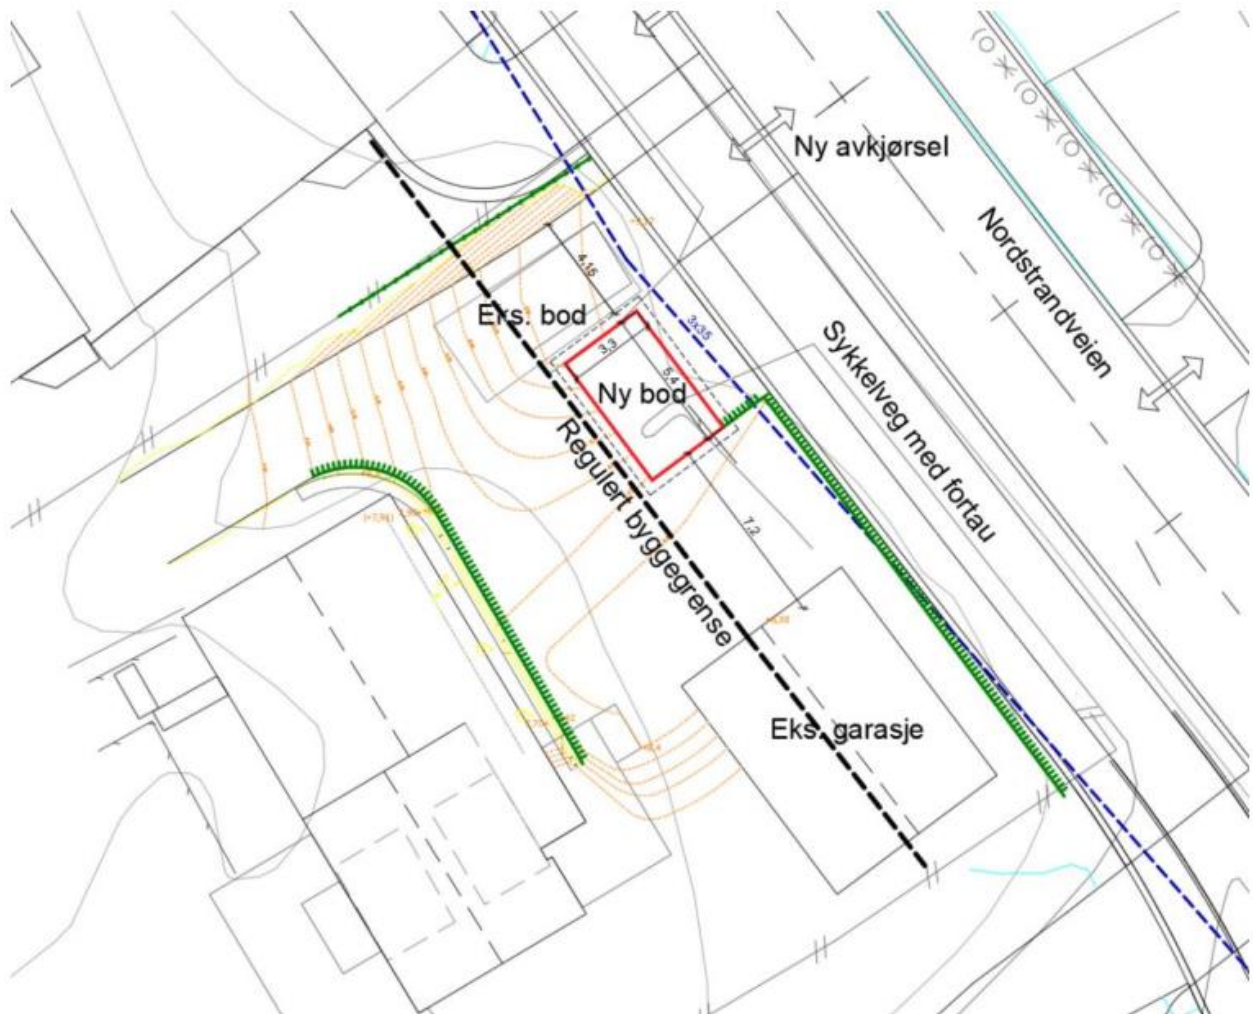 Ny avkjørsel
Nordstrandveien
4,15
Eks. bod
3x35
3,3
5,4
Ny bod
Sykkelveg med fortau
Regulert byggegrense
7,2
Eks. garasje